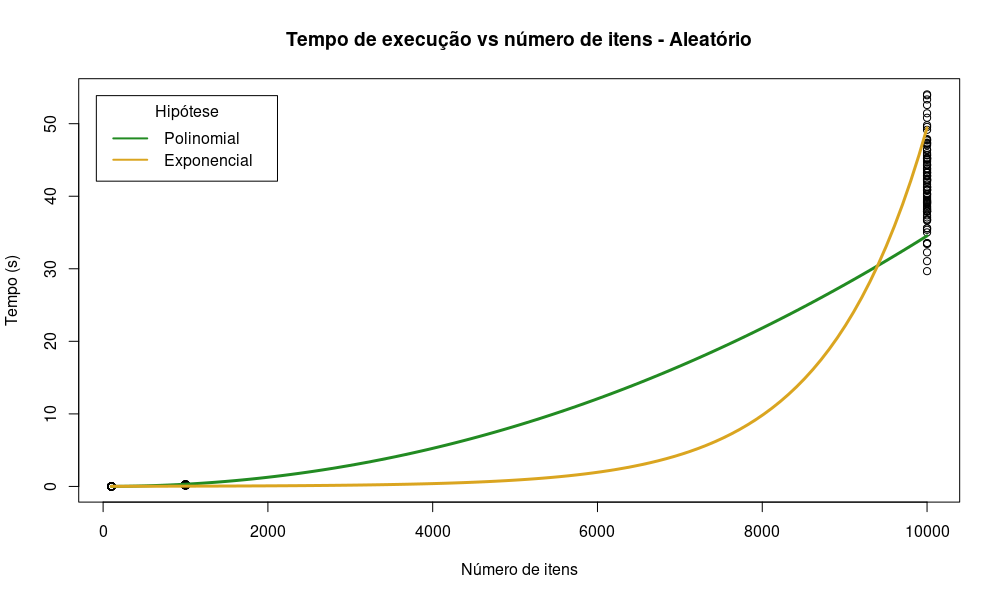 Tempo de execução vs número de itens - Aleatório
Hipótese
Polinomial
Exponencial
Tempo (s)
50
40
30
20
10
0
0 2000 4000 6000 8000 10000
Número de itens